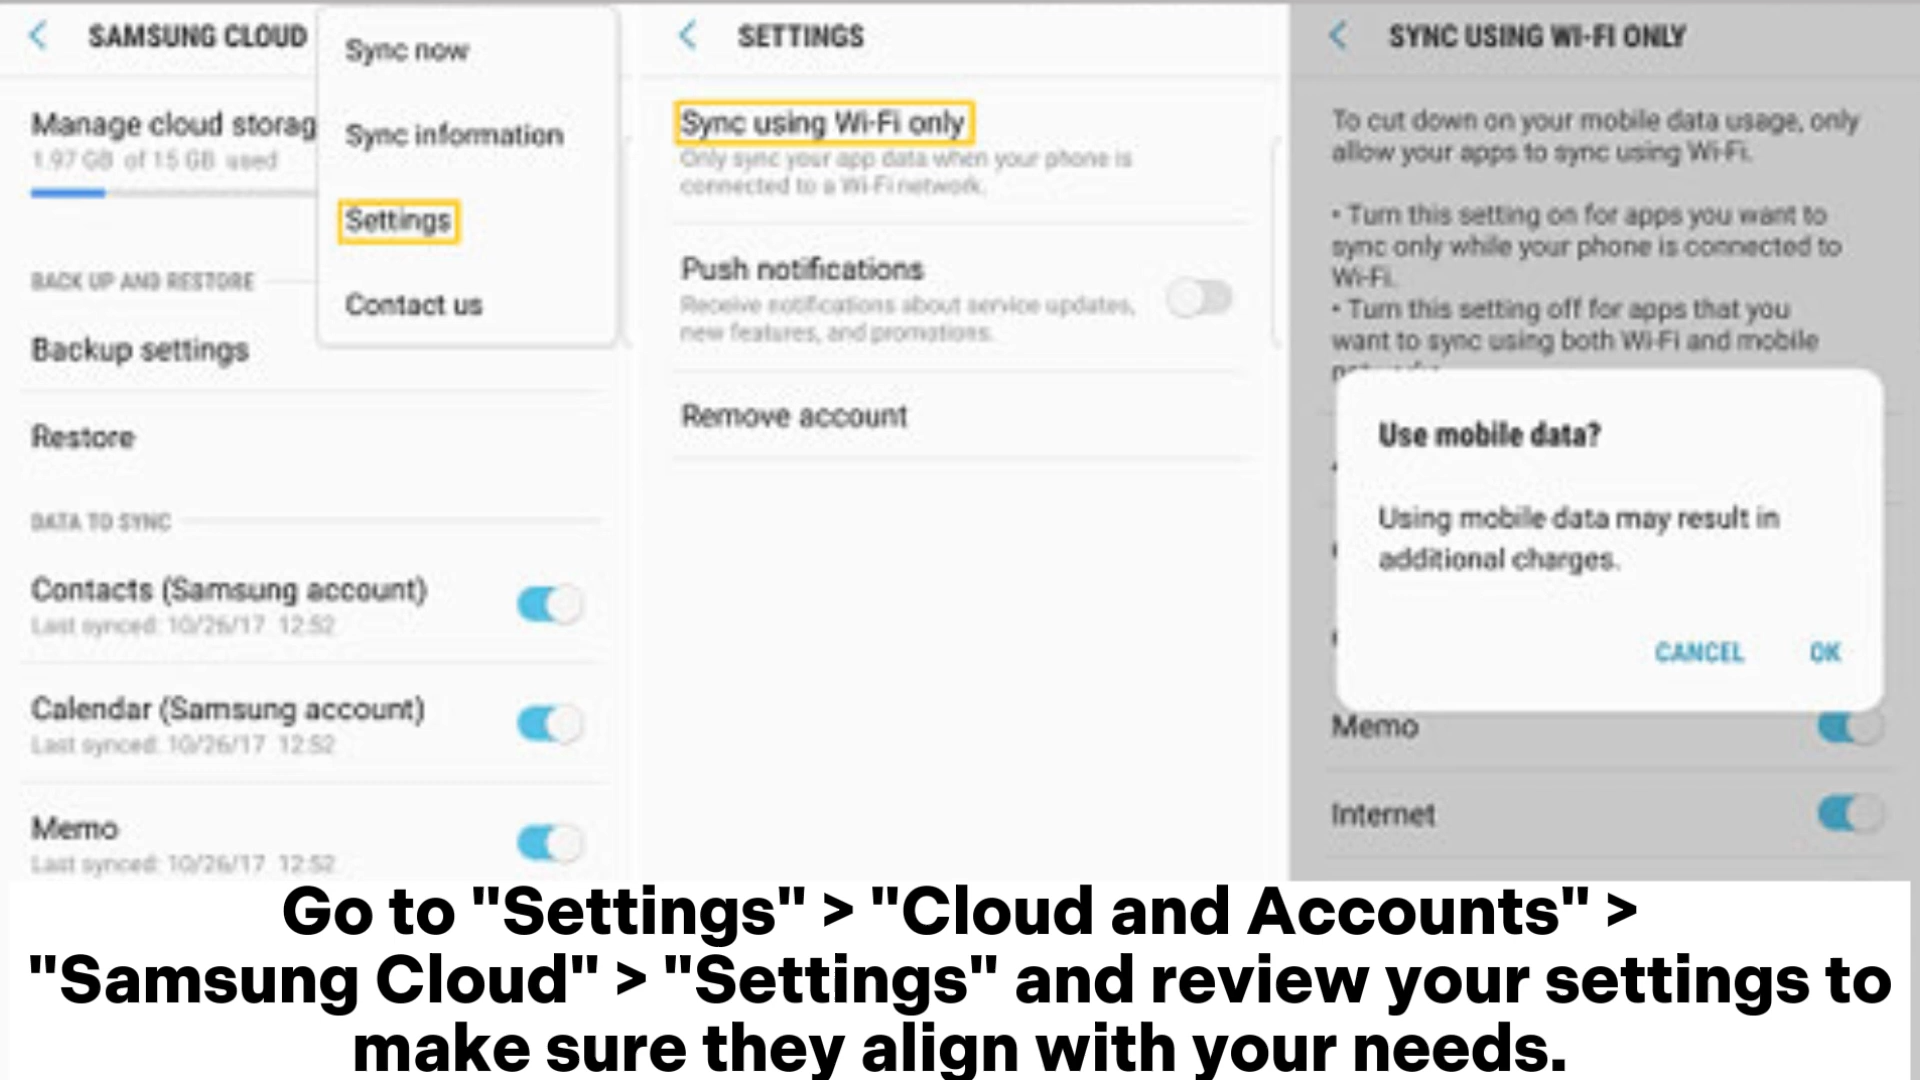 SAMSUNG CLOUD
Sync now
Sync information
Settings
Contact us
Manage cloud storag
1.97 GB of 15 GB used
BACK UP AND RESTORE
Backup settings
Restore
DATA TO SYNC
Contacts (Samsung account)
Last synced: 10/26/17 12:52
Calendar (Samsung account)
Last synced: 10/26/17 12:52
Memo
Last synced: 10/26/17 12:52
SETTINGS
Sync using Wi-Fi only
Only sync your app data when your phone is
connected to a Wi-Fi network.
Push notifications
Receive notifications about service updates,
new features, and promotions.
Remove account
SYNC USING WI-FI ONLY
To cut down on your mobile data usage, only
allow your apps to sync using Wi-Fi.
• Turn this setting on for apps you want to
sync only while your phone is connected to
Wi-Fi.
• Turn this setting off for apps that you
want to sync using both Wi-Fi and mobile
Use mobile data?
Using mobile data may result in
additional charges.
CANCEL OK
Memo
Internet
Go to "Settings" > "Cloud and Accounts" >
"Samsung Cloud" > "Settings" and review your settings to
make sure they align with your needs.